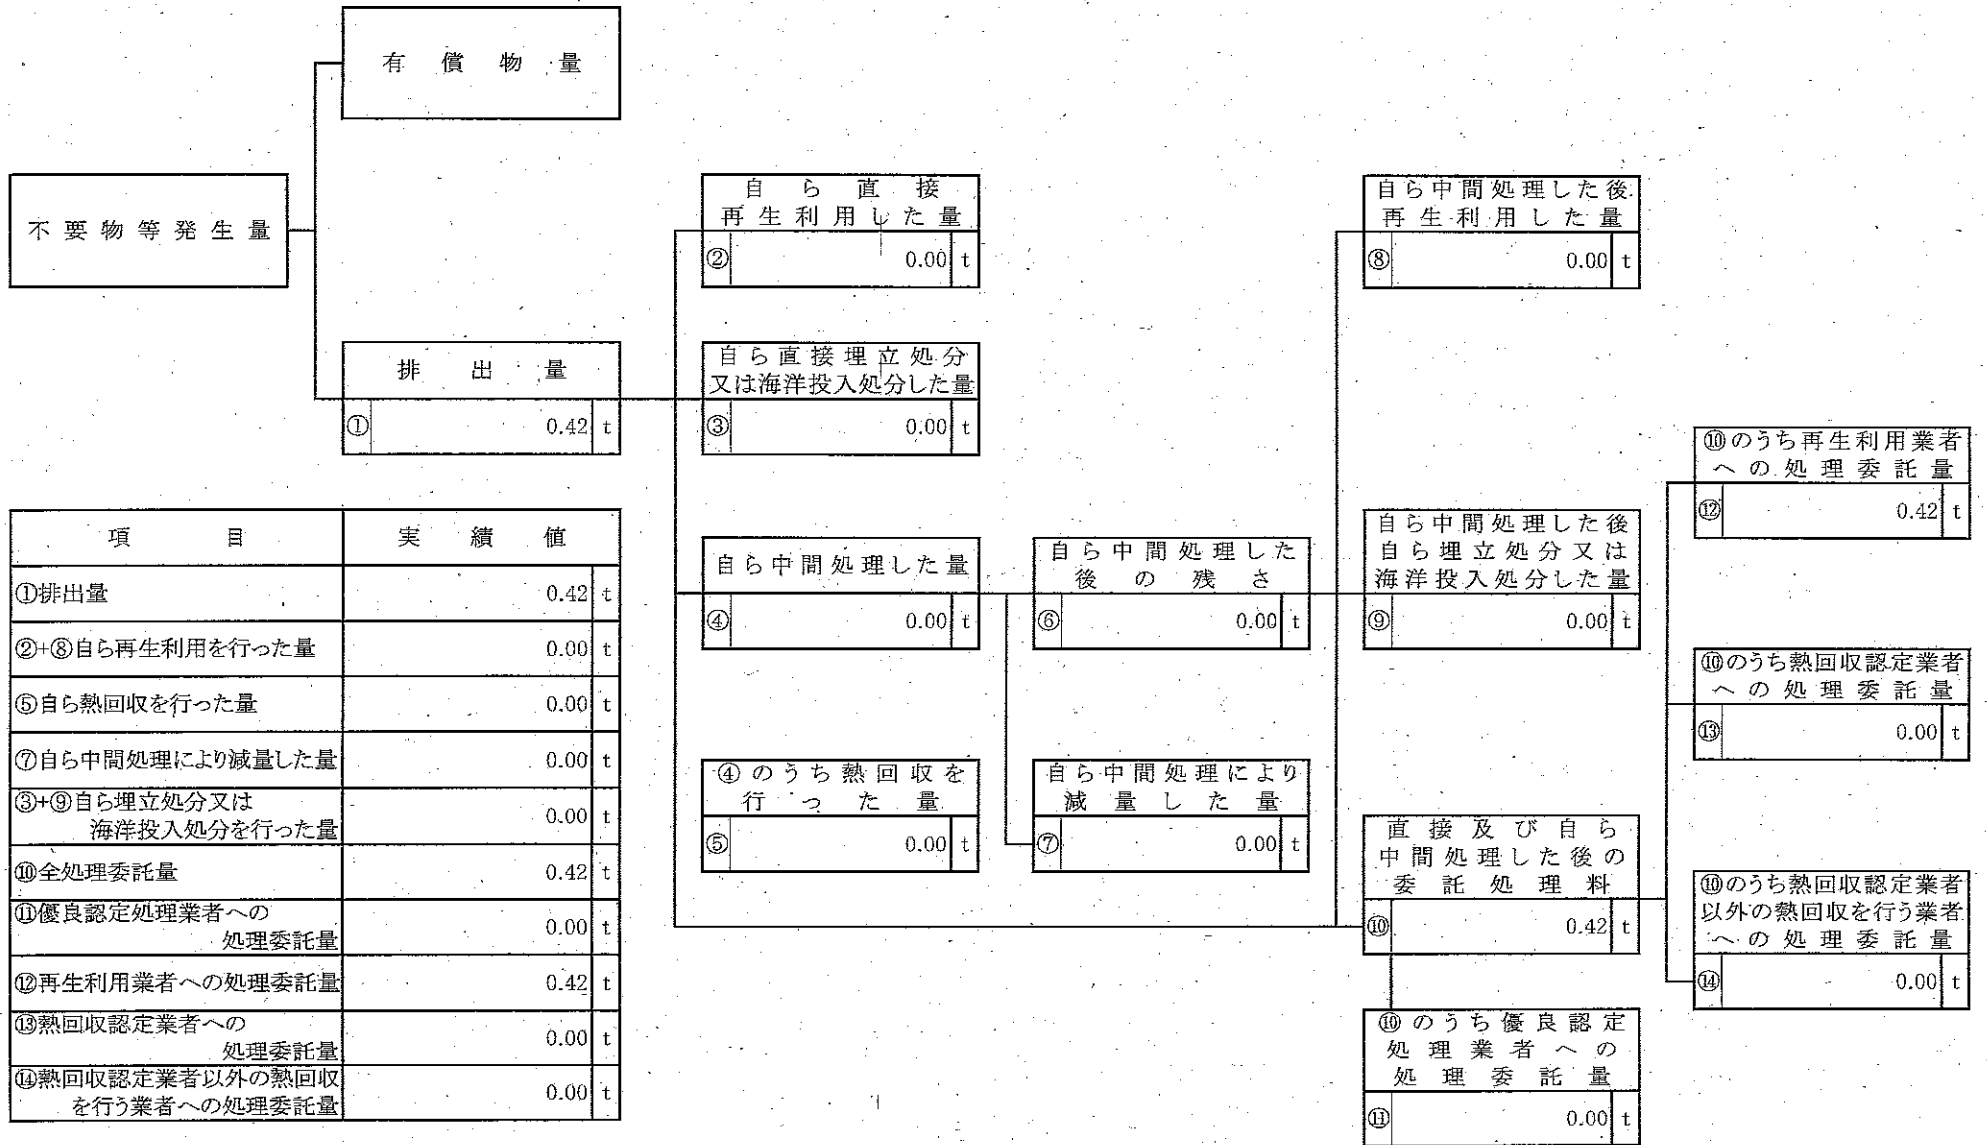 有償物量
不要物等発生量
排出量
① 0.42 t
自ら直接
再生利用した量
② 0.00 t
自ら直接埋立処分
又は海洋投入処分した量
③ 0.00 t
自ら中間処理した量
④ 0.00 t
④のうち熱回収を
行った量
⑤ 0.00 t
自ら中間処理した
後の残さ
⑥ 0.00 t
自ら中間処理により
減量した量
⑦ 0.00 t
自ら中間処理した後
再生利用した量
⑧ 0.00 t
自ら中間処理した後
自ら埋立処分又は
海洋投入処分した量
⑨ 0.00 t
直接及び自ら
中間処理した後の
委託処理料
⑩ 0.42 t
⑩のうち優良認定
処理業者への
処理委託量
⑪ 0.00 t
⑩のうち再生利用業者
への処理委託量
⑫ 0.42 t
⑩のうち熱回収認定業者
への処理委託量
⑬ 0.00 t
⑩のうち熱回収認定業者
以外の熱回収を行う業者
への処理委託量
⑭ 0.00 t
項目 実績値
①排出量 0.42 t
②+⑧自ら再生利用を行った量 0.00 t
⑤自ら熱回収を行った量 0.00 t
⑦自ら中間処理により減量した量 0.00 t
③+⑨自ら埋立処分又は
海洋投入処分を行った量 0.00 t
⑩全処理委託量 0.42 t
⑪優良認定処理業者への
処理委託量 0.00 t
⑫再生利用業者への処理委託量 0.42 t
⑬熱回収認定業者への
処理委託量 0.00 t
⑭熱回収認定業者以外の熱回収
を行う業者への処理委託量 0.00 t